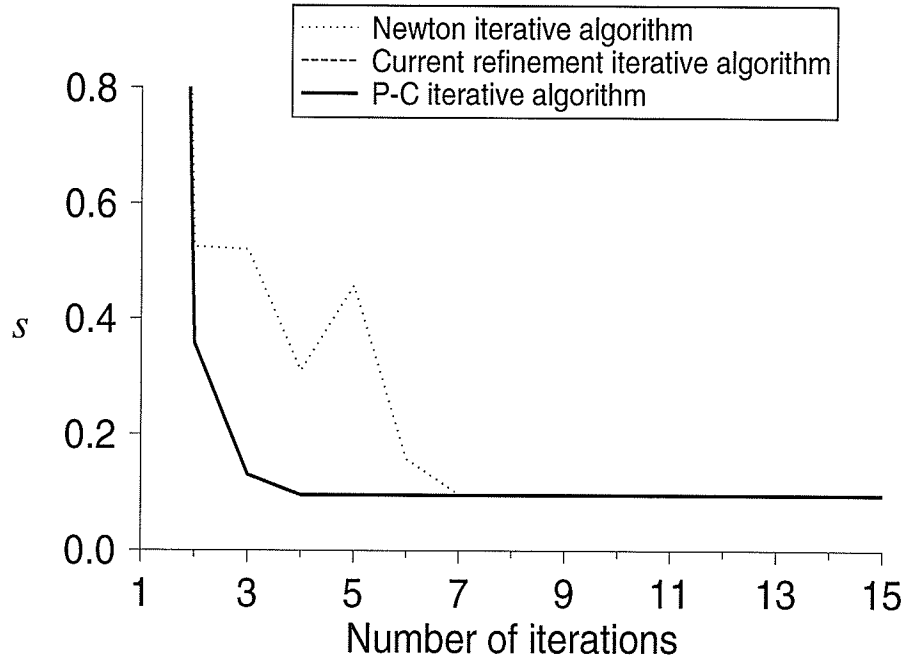 Newton iterative algorithm
Current refinement iterative algorithm
P-C iterative algorithm
0.8
0.6
0.4
s
0.2
0.0
1 3 5 7 9 11 13 15
Number of iterations